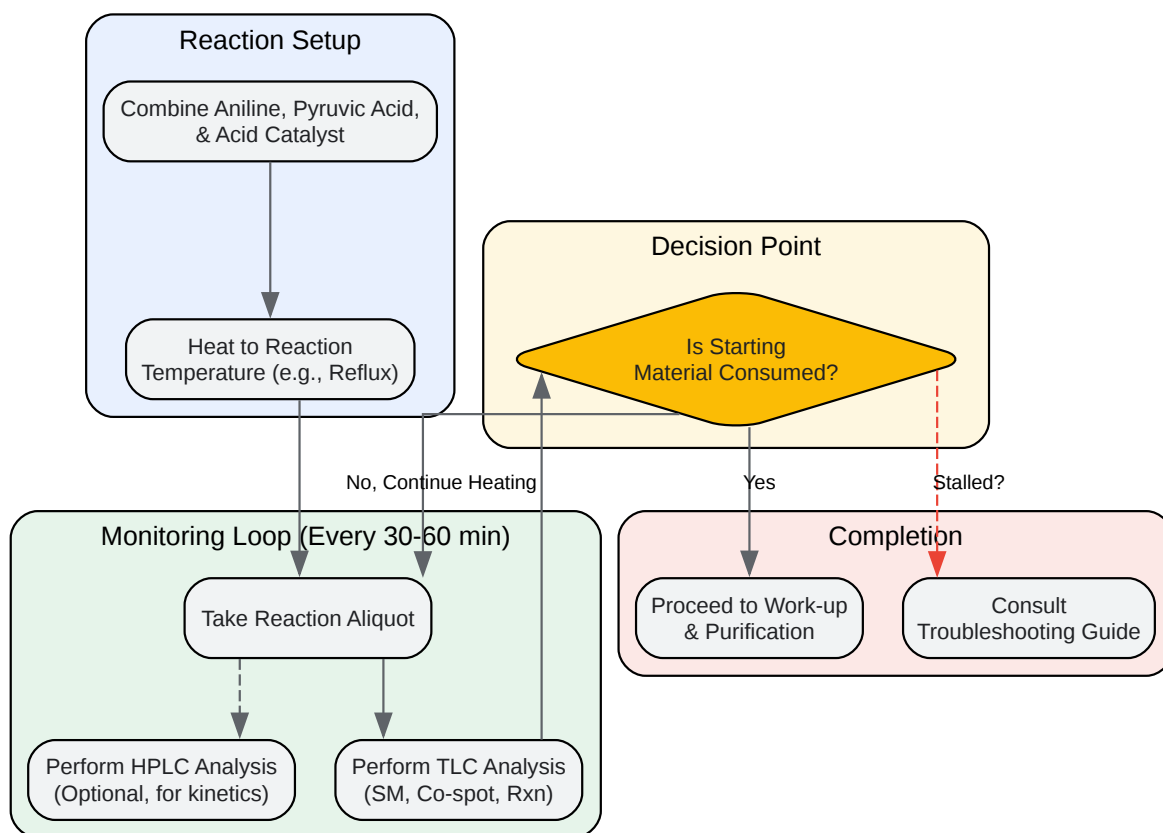 Reaction Setup
Combine Aniline, Pyruvic Acid,
& Acid Catalyst
Heat to Reaction
Temperature (e.g., Reflux)
Decision Point
Is Starting
Material Consumed?
No, Continue Heating
Yes
Stalled?
Monitoring Loop (Every 30-60 min)
Take Reaction Aliquot
Perform HPLC Analysis
(Optional, for kinetics)
Perform TLC Analysis
(SM, Co-spot, Rxn)
Completion
Proceed to Work-up
& Purification
Consult
Troubleshooting Guide